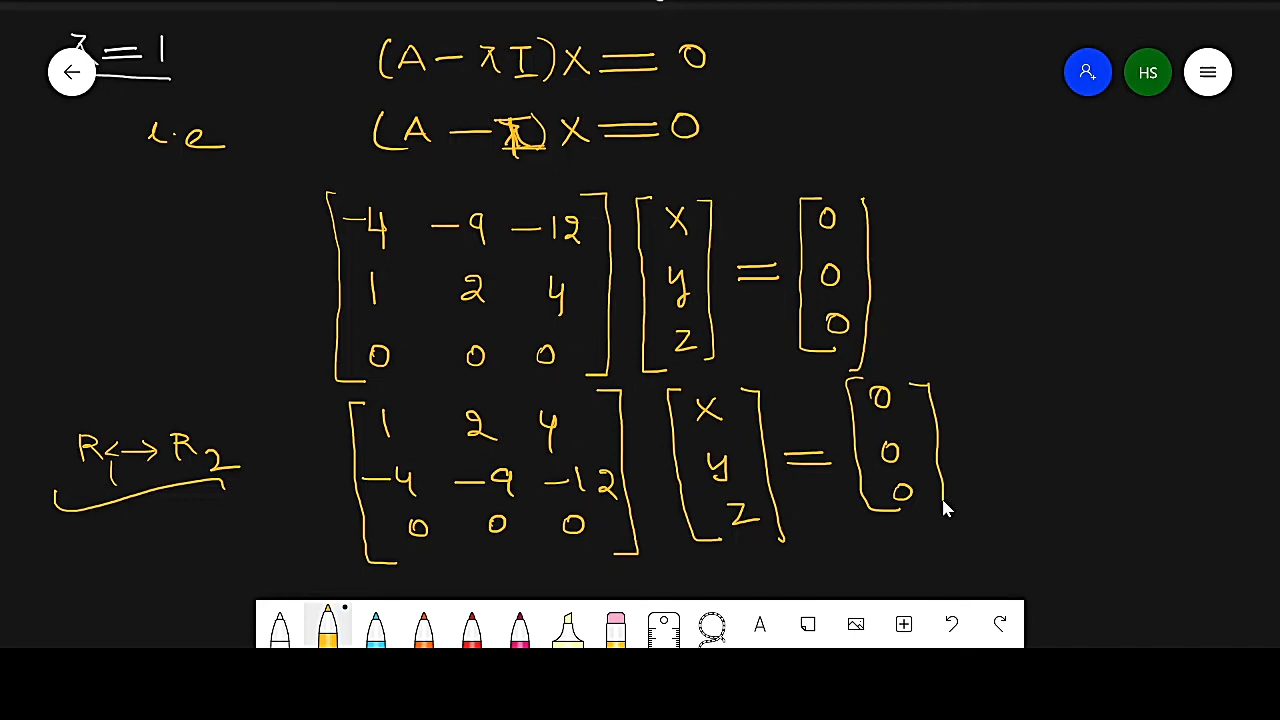 λ = 1 (A - λI)X = 0
i.e (A - I)X = 0
HS
[-4 -9 -12] [x] = [0]
[1 2 4] [y] [0]
[0 0 0] [z] [0]
R1 ↔ R2
[1 2 4] [x] = [0]
[-4 -9 -12] [y] [0]
[0 0 0] [z] [0]
A